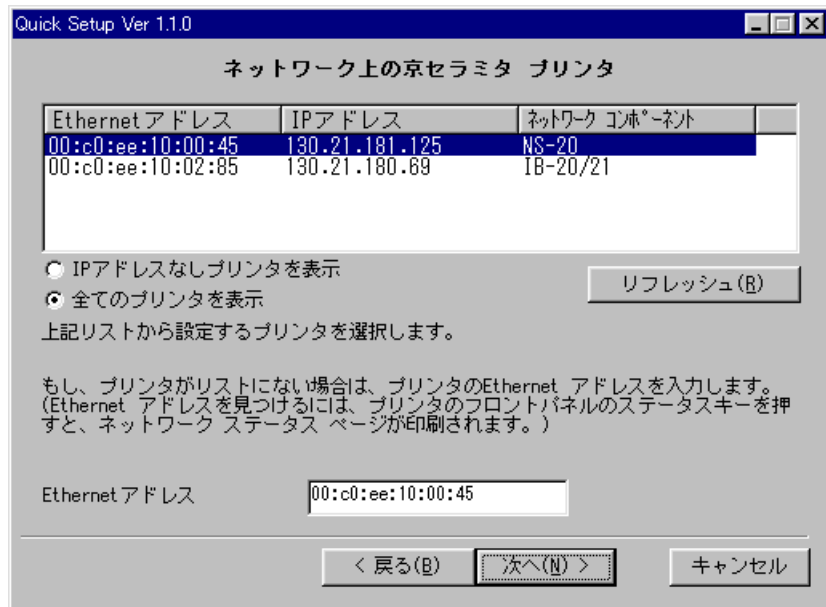 Quick Setup Ver 1.1.0
ネットワーク上の京セラミタ プリンタ
Ethernetアドレス IPアドレス ﾈｯﾄﾜｰｸ ｺﾝﾎﾟｰﾈﾝﾄ
00:c0:ee:10:00:45 130.21.181.125 NS-20
00:c0:ee:10:02:85 130.21.180.69 IB-20/21
IPアドレスなしプリンタを表示
全てのプリンタを表示
リフレッシュ(R)
上記リストから設定するプリンタを選択します。
もし、プリンタがリストにない場合は、プリンタのEthernet アドレスを入力します。
(Ethernet アドレスを見つけるには、プリンタのフロントパネルのステータスキーを押
すと、ネットワーク ステータス ページが印刷されます。)
Ethernetアドレス 00:c0:ee:10:00:45
< 戻る(B) 次へ(N) > キャンセル